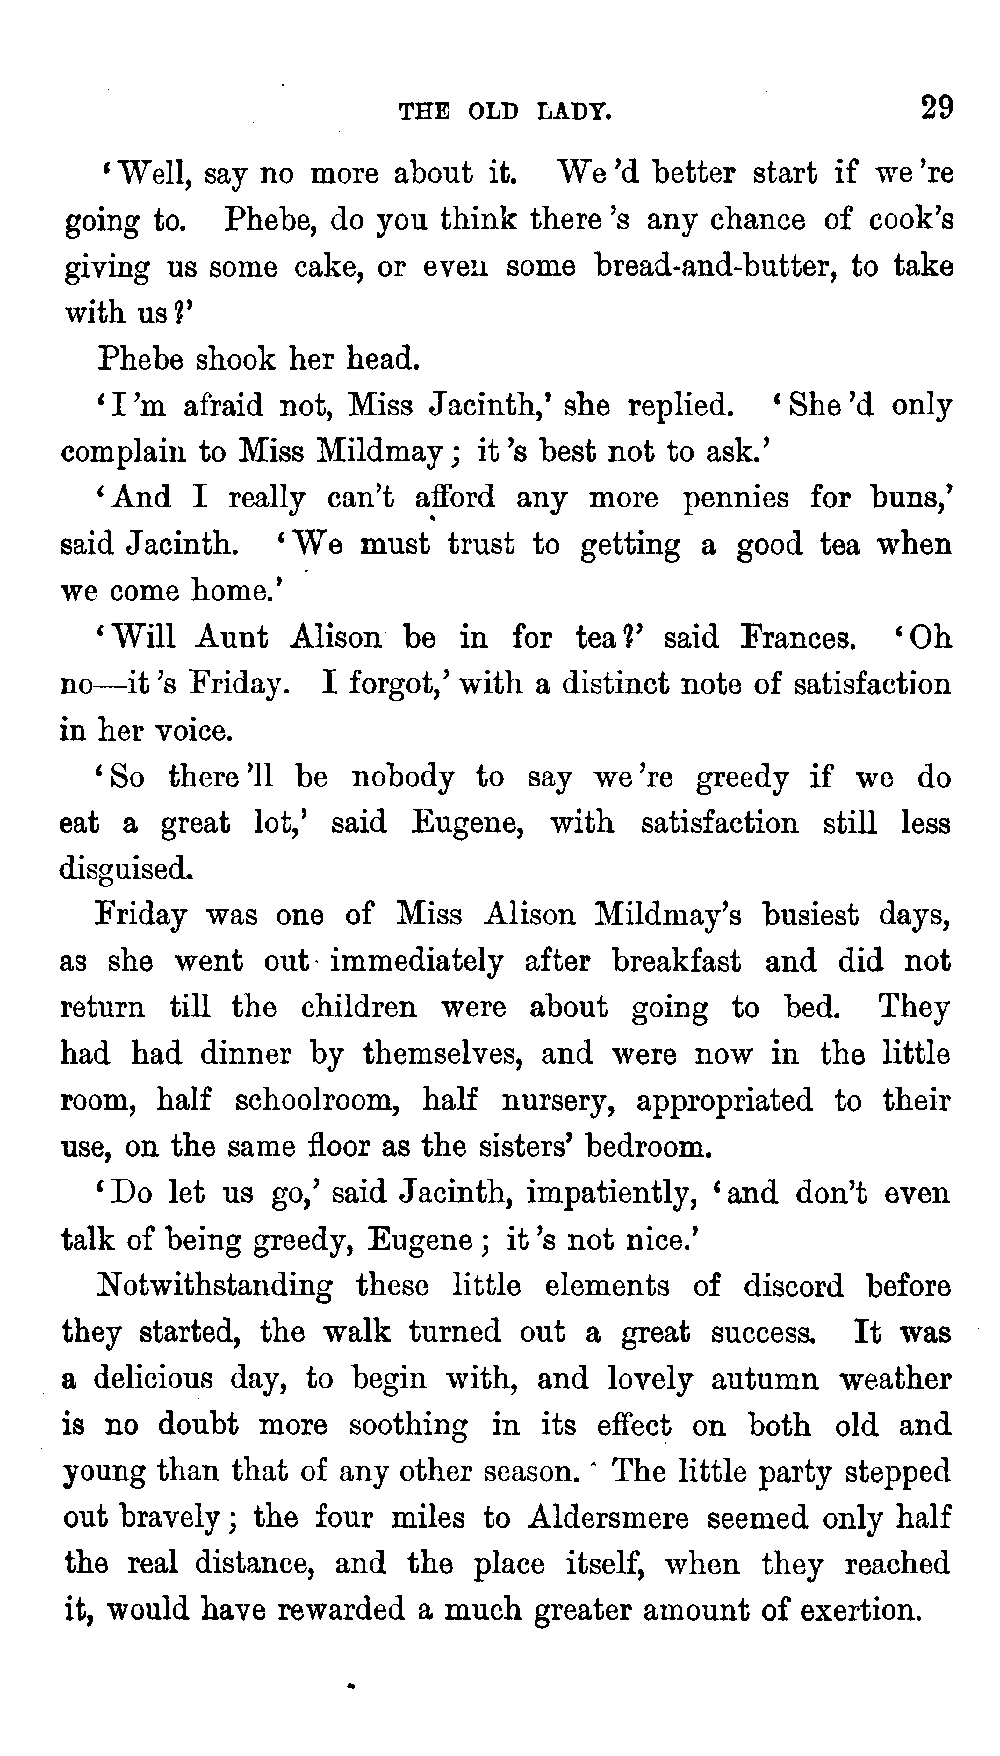 THE OLD LADY. 29
‘Well, say no more about it. We’d better start if we’re
going to. Phebe, do you think there’s any chance of cook’s
giving us some cake, or even some bread-and-butter, to take
with us?’
Phebe shook her head.
‘I’m afraid not, Miss Jacinth,’ she replied. ‘She’d only
complain to Miss Mildmay; it’s best not to ask.’
‘And I really can’t afford any more pennies for buns,’
said Jacinth. ‘We must trust to getting a good tea when
we come home.’
‘Will Aunt Alison be in for tea?’ said Frances. ‘Oh
no—it’s Friday. I forgot,’ with a distinct note of satisfaction
in her voice.
‘So there’ll be nobody to say we’re greedy if we do
eat a great lot,’ said Eugene, with satisfaction still less
disguised.
Friday was one of Miss Alison Mildmay’s busiest days,
as she went out immediately after breakfast and did not
return till the children were about going to bed. They
had had dinner by themselves, and were now in the little
room, half schoolroom, half nursery, appropriated to their
use, on the same floor as the sisters’ bedroom.
‘Do let us go,’ said Jacinth, impatiently, ‘and don’t even
talk of being greedy, Eugene; it’s not nice.’
Notwithstanding these little elements of discord before
they started, the walk turned out a great success. It was
a delicious day, to begin with, and lovely autumn weather
is no doubt more soothing in its effect on both old and
young than that of any other season. The little party stepped
out bravely; the four miles to Aldersmere seemed only half
the real distance, and the place itself, when they reached
it, would have rewarded a much greater amount of exertion.